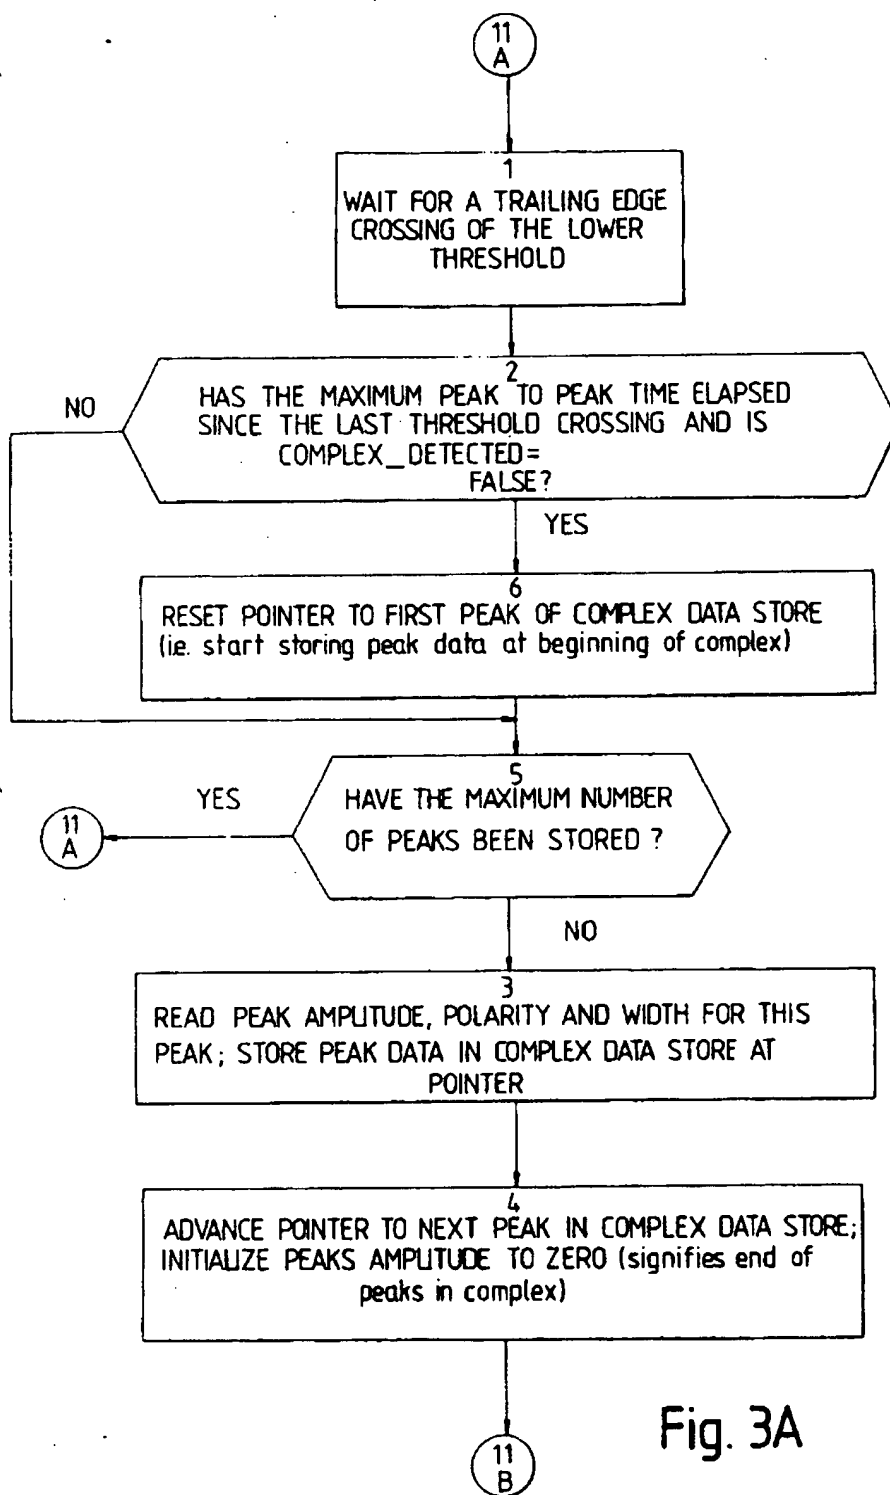 11
A
1
WAIT FOR A TRAILING EDGE
CROSSING OF THE LOWER
THRESHOLD
2
HAS THE MAXIMUM PEAK TO PEAK TIME ELAPSED
SINCE THE LAST THRESHOLD CROSSING AND IS
COMPLEX_DETECTED=
FALSE?
NO
YES
6
RESET POINTER TO FIRST PEAK OF COMPLEX DATA STORE
(i.e. start storing peak data at beginning of complex)
5
HAVE THE MAXIMUM NUMBER
OF PEAKS BEEN STORED ?
YES
11
A
NO
3
READ PEAK AMPLITUDE, POLARITY AND WIDTH FOR THIS
PEAK; STORE PEAK DATA IN COMPLEX DATA STORE AT
POINTER
4
ADVANCE POINTER TO NEXT PEAK IN COMPLEX DATA STORE;
INITIALIZE PEAKS AMPLITUDE TO ZERO (signifies end of
peaks in complex)
11
B
Fig. 3A